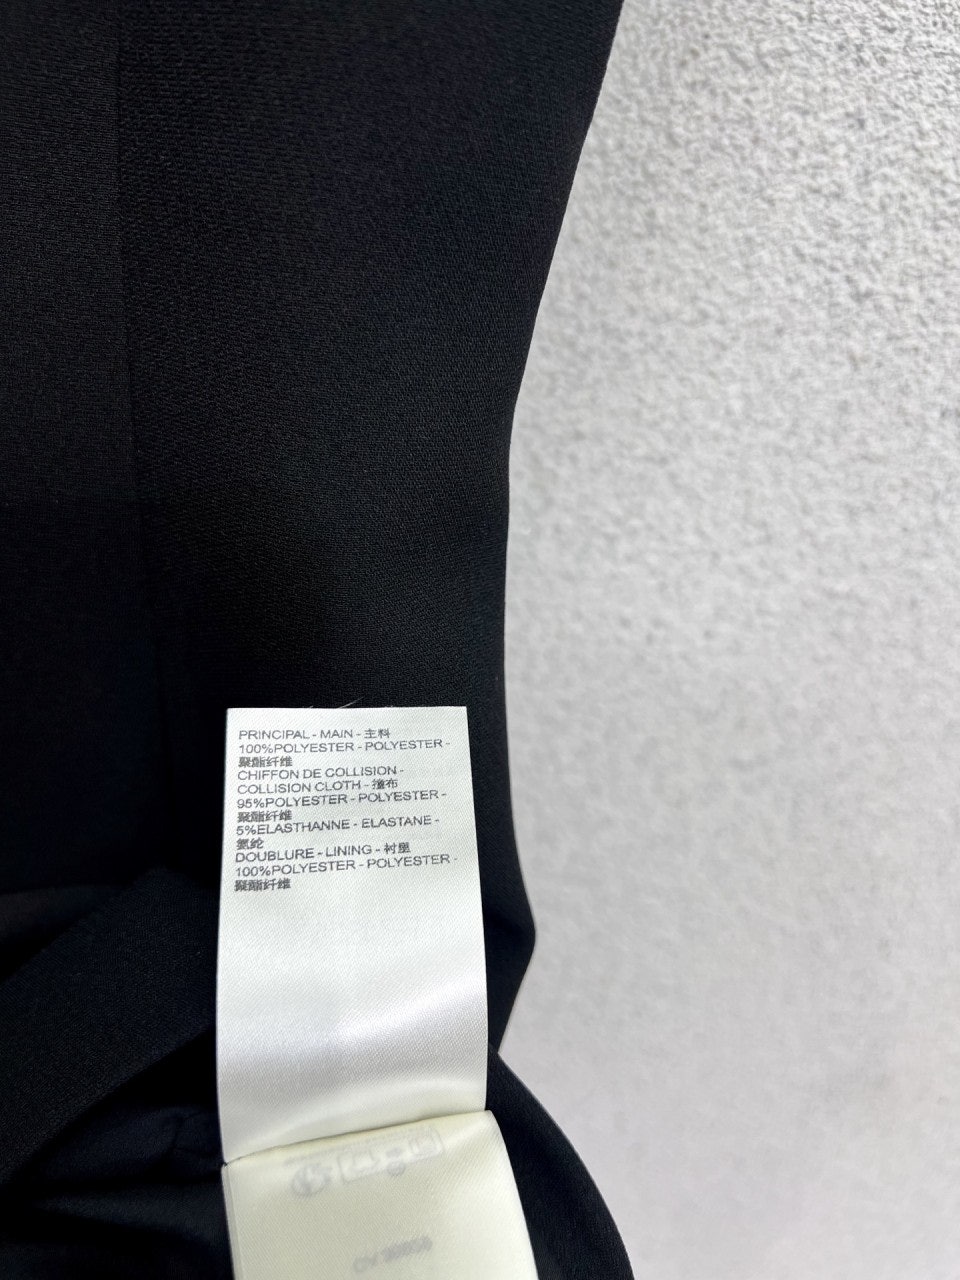 PRINCIPAL - MAIN - 主料
100%POLYESTER - POLYESTER -
聚酯纤维
CHIFFON DE COLLISION -
COLLISION CLOTH - 撞布
95%POLYESTER - POLYESTER -
聚酯纤维
5%ELASTHANNE - ELASTANE -
氨纶
DOUBLURE - LINING - 衬里
100%POLYESTER - POLYESTER -
聚酯纤维